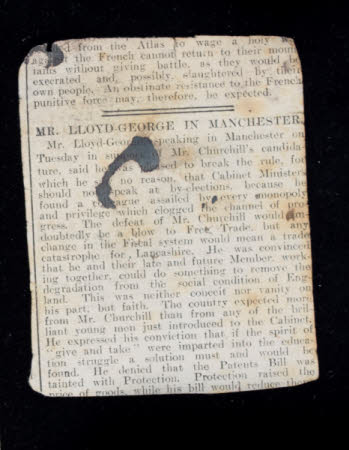 from the Atlas to wage a holy
the French cannot return to their moun-
tains without giving battle, as they would be
execrated and, possibly, slaughtered by their
own people. An obstinate resistance to the French
punitive force may, therefore, be expected.
MR. LLOYD-GEORGE IN MANCHESTER.
Mr. Lloyd-George, speaking in Manchester on
Tuesday in Mr. Churchill's candida-
ture, said he to break the rule, for
which he no reason, that Cabinet Ministers
should speak at by-elections, because he
found a assailed by every monopoly
and privilege which clogged the channel of pro-
gress. The defeat of Mr. Churchill would un-
doubtedly be a blow to Free Trade, but any
change in the Fiscal system would mean a trade
catastrophe for Lancashire. He was convinced
that he and their late and future Member, work-
ing together, could do something to remove the
degradation from the social condition of Eng-
land. This was neither conceit nor vanity on
his part, but faith. The country expected more
from Mr. Churchill than from any of the bril-
liant young men just introduced to the Cabinet.
He expressed his conviction that if the spirit of
"give and take" were imparted into the educa-
tion struggle a solution must and would be
found. He denied that the Patents Bill was
tainted with Protection. Protection raised the
price of goods, while his bill would reduce them